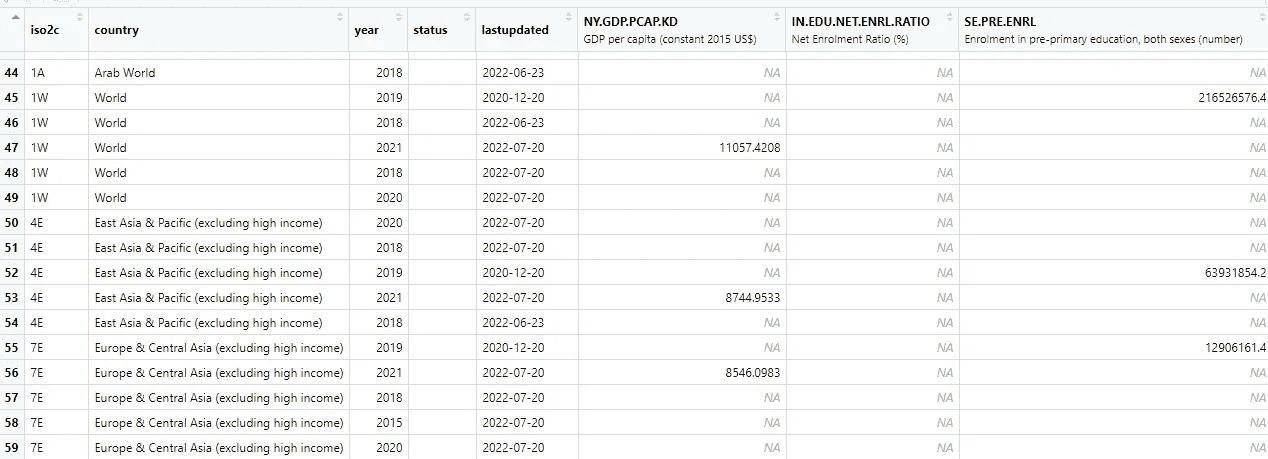 iso2c country year status lastupdated NY.GDP.PCAP.KD IN.EDU.NET.ENRL.RATIO SE.PRE.ENRL
GDP per capita (constant 2015 US$) Net Enrolment Ratio (%) Enrolment in pre-primary education, both sexes (number)
44 1A Arab World 2018 2022-06-23 NA NA NA
45 1W World 2019 2020-12-20 NA NA 216526576.4
46 1W World 2018 2022-06-23 NA NA NA
47 1W World 2021 2022-07-20 11057.4208 NA NA
48 1W World 2018 2022-07-20 NA NA NA
49 1W World 2020 2022-07-20 NA NA NA
50 4E East Asia & Pacific (excluding high income) 2020 2022-07-20 NA NA NA
51 4E East Asia & Pacific (excluding high income) 2018 2022-07-20 NA NA NA
52 4E East Asia & Pacific (excluding high income) 2019 2020-12-20 NA NA 63931854.2
53 4E East Asia & Pacific (excluding high income) 2021 2022-07-20 8744.9533 NA NA
54 4E East Asia & Pacific (excluding high income) 2018 2022-06-23 NA NA NA
55 7E Europe & Central Asia (excluding high income) 2019 2020-12-20 NA NA 12906161.4
56 7E Europe & Central Asia (excluding high income) 2021 2022-07-20 8546.0983 NA NA
57 7E Europe & Central Asia (excluding high income) 2018 2022-07-20 NA NA NA
58 7E Europe & Central Asia (excluding high income) 2015 2022-07-20 NA NA NA
59 7E Europe & Central Asia (excluding high income) 2020 2022-07-20 NA NA NA